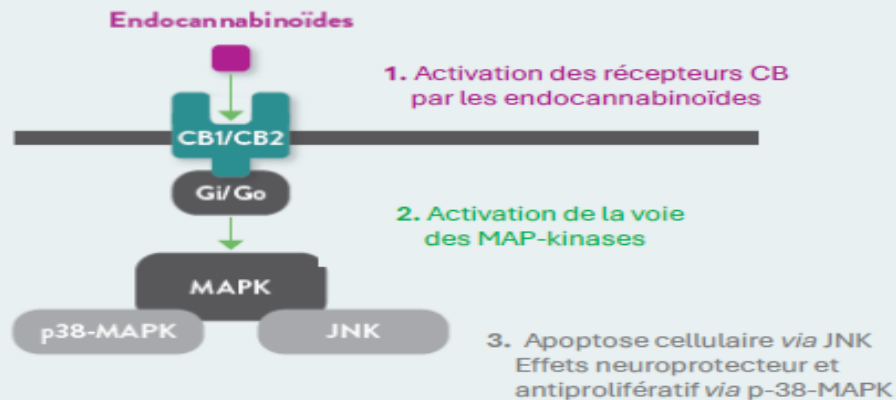 Endocannabinoïdes
1. Activation des récepteurs CB
par les endocannabinoïdes
CB1/CB2
Gi/Go
2. Activation de la voie
des MAP-kinases
MAPK
p38-MAPK
JNK
3. Apoptose cellulaire via JNK
Effets neuroprotecteur et
antiprolifératif via p-38-MAPK